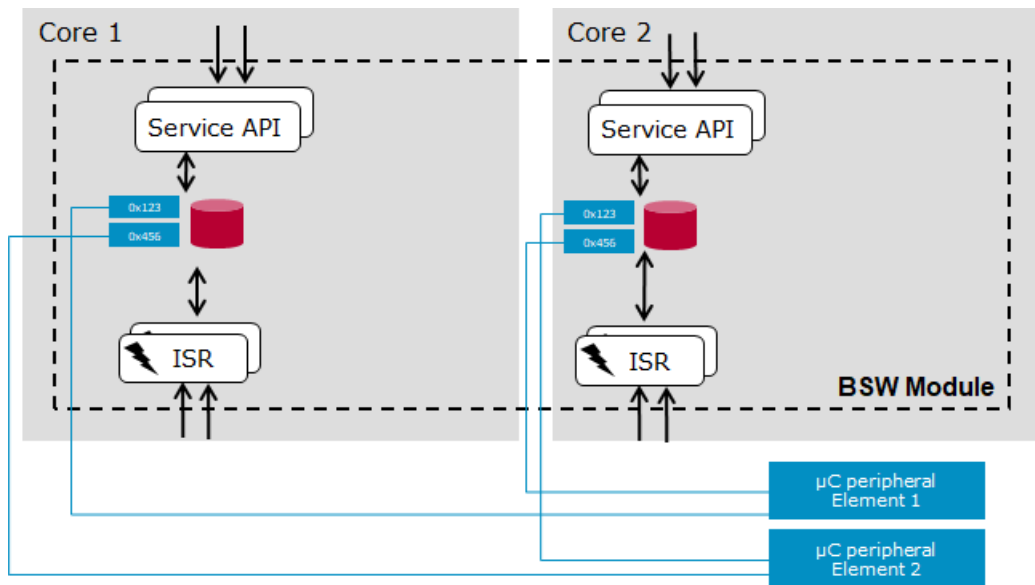 Core 1
Core 2
Service API
Service API
0x123
0x456
0x123
0x456
ISR
ISR
BSW Module
µC peripheral
Element 1
µC peripheral
Element 2